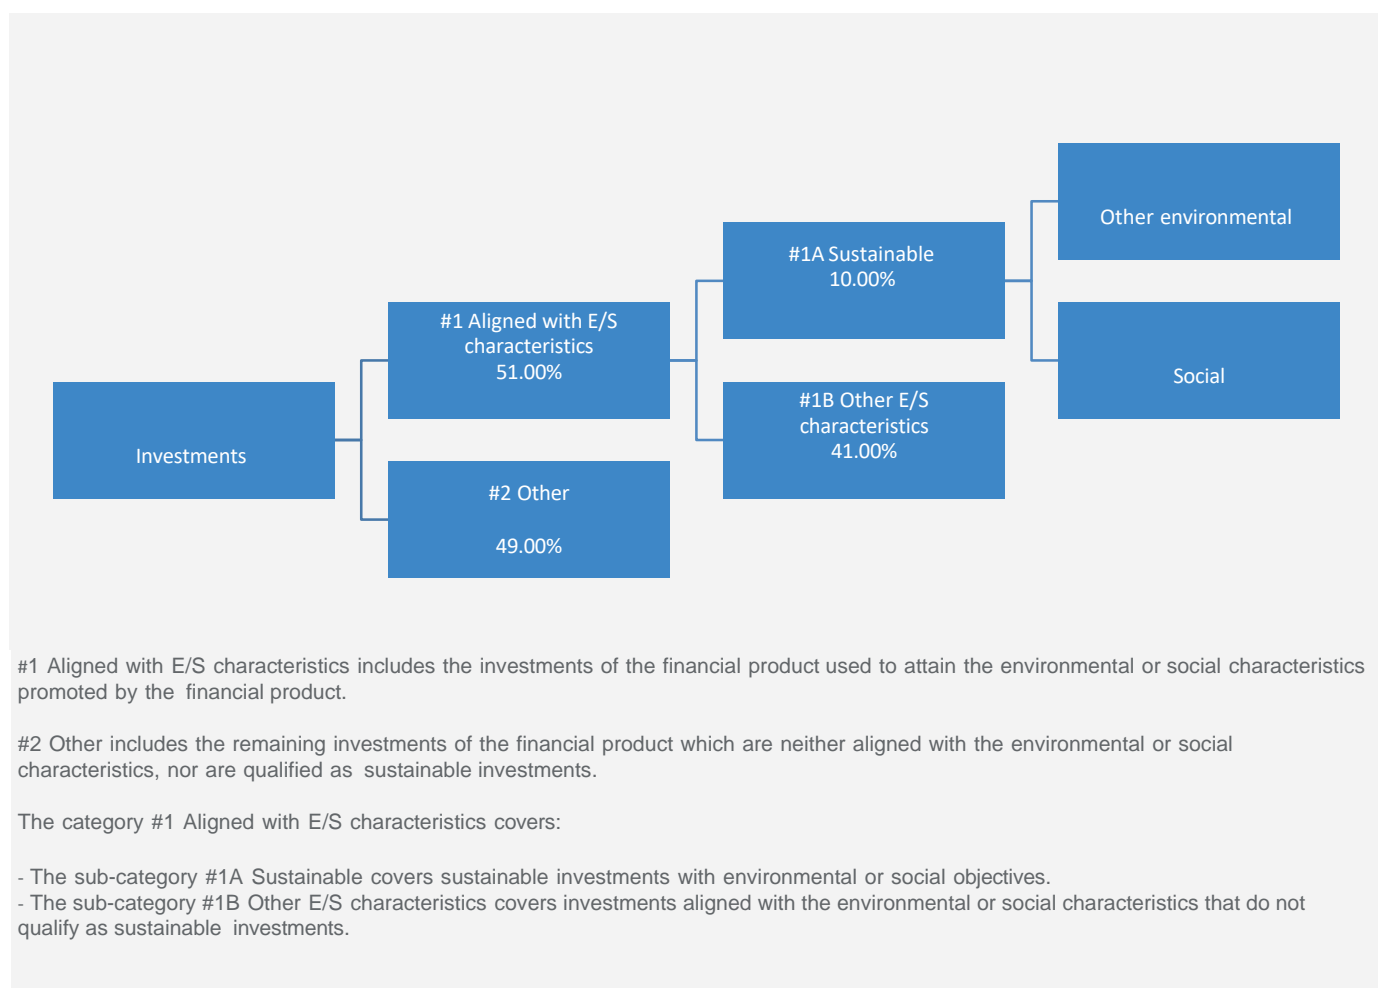 Other environmental
#1A Sustainable
10.00%
#1 Aligned with E/S
characteristics
51.00%
Social
#1B Other E/S
characteristics
41.00%
Investments
#2 Other
49.00%
#1 Aligned with E/S characteristics includes the investments of the financial product used to attain the environmental or social characteristics
promoted by the financial product.
#2 Other includes the remaining investments of the financial product which are neither aligned with the environmental or social
characteristics, nor are qualified as sustainable investments.
The category #1 Aligned with E/S characteristics covers:
- The sub-category #1A Sustainable covers sustainable investments with environmental or social objectives.
- The sub-category #1B Other E/S characteristics covers investments aligned with the environmental or social characteristics that do not
qualify as sustainable investments.